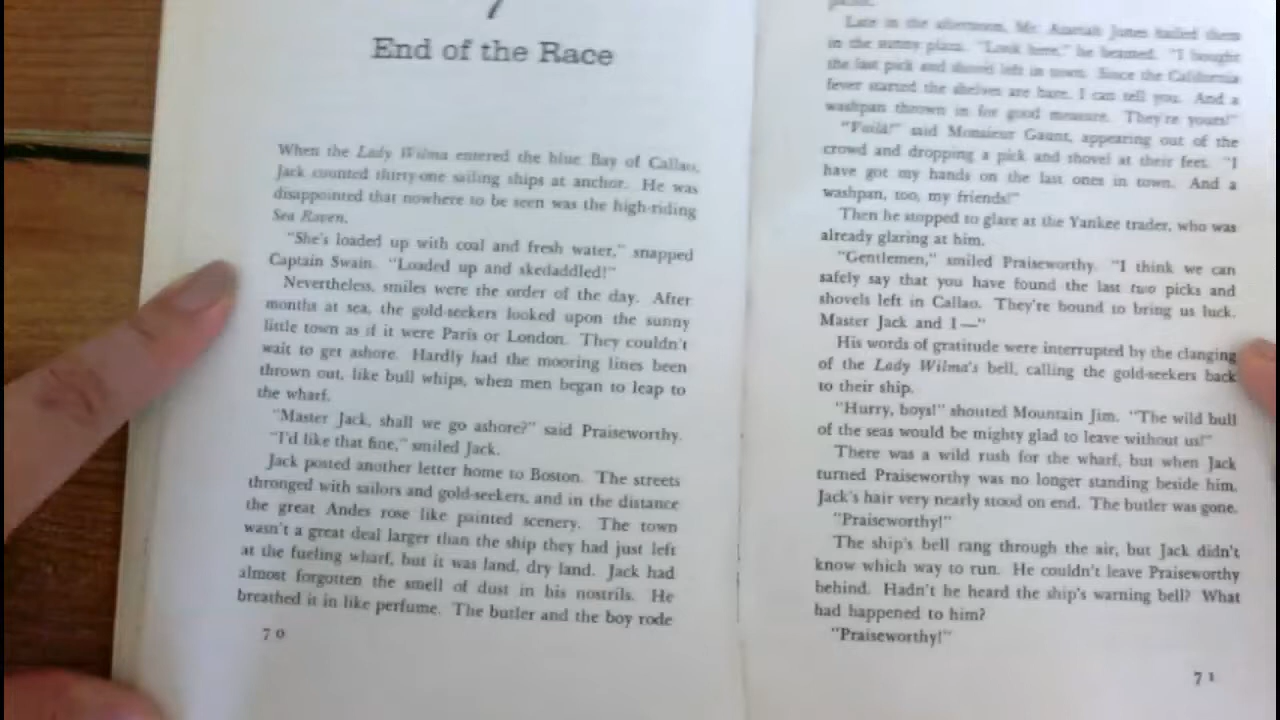 7
End of the Race
When the Lady Wilma entered the blue Bay of Callao,
Jack counted thirty-one sailing ships at anchor. He was
disappointed that nowhere to be seen was the high-riding
Sea Raven.
"She's loaded up with coal and fresh water," snapped
Captain Swain. "Loaded up and skedaddled!"
Nevertheless, smiles were the order of the day. After
months at sea, the gold-seekers looked upon the sunny
little town as if it were Paris or London. They couldn't
wait to get ashore. Hardly had the mooring lines been
thrown out, like bull whips, when men began to leap to
the wharf.
"Master Jack, shall we go ashore?" said Praiseworthy.
"I'd like that fine," smiled Jack.
Jack posted another letter home to Boston. The streets
thronged with sailors and gold-seekers, and in the distance
the great Andes rose like painted scenery. The town
wasn't a great deal larger than the ship they had just left
at the fueling wharf, but it was land, dry land. Jack had
almost forgotten the smell of dust in his nostrils. He
breathed it in like perfume. The butler and the boy rode
70
Late in the afternoon, Mr. Azariah Jones hailed them
in the sunny plaza. "Look here," he beamed. "I bought
the last pick and shovel left in town. Since the California
fever started the shelves are bare, I can tell you. And a
washpan thrown in for good measure. They're yours!"
"Voilà!" said Monsieur Gaunt, appearing out of the
crowd and dropping a pick and shovel at their feet. "I
have got my hands on the last ones in town. And a
washpan, too, my friends!"
Then he stopped to glare at the Yankee trader, who was
already glaring at him.
"Gentlemen," smiled Praiseworthy. "I think we can
safely say that you have found the last two picks and
shovels left in Callao. They're bound to bring us luck.
Master Jack and I—"
His words of gratitude were interrupted by the clanging
of the Lady Wilma's bell, calling the gold-seekers back
to their ship.
"Hurry, boys!" shouted Mountain Jim. "The wild bull
of the seas would be mighty glad to leave without us!"
There was a wild rush for the wharf, but when Jack
turned Praiseworthy was no longer standing beside him.
Jack's hair very nearly stood on end. The butler was gone.
"Praiseworthy!"
The ship's bell rang through the air, but Jack didn't
know which way to run. He couldn't leave Praiseworthy
behind. Hadn't he heard the ship's warning bell? What
had happened to him?
"Praiseworthy!"
71